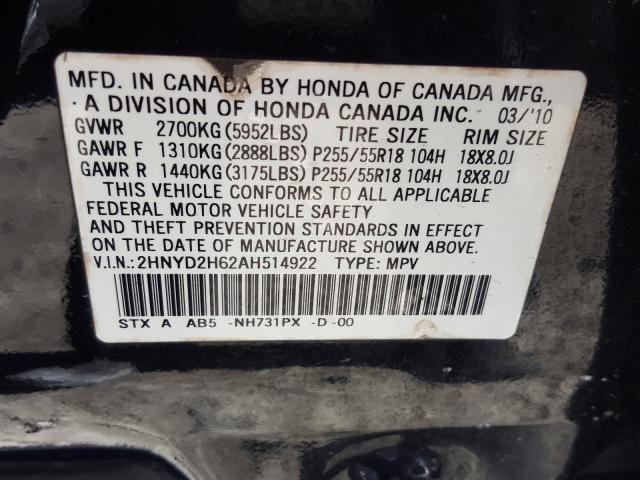 MFD. IN CANADA BY HONDA OF CANADA MFG.,
A DIVISION OF HONDA CANADA INC. 03/'10
GVWR 2700KG(5952LBS) TIRE SIZE RIM SIZE
GAWR F 1310KG(2888LBS) P255/55R18 104H 18X8.0J
GAWR R 1440KG(3175LBS) P255/55R18 104H 18X8.0J
THIS VEHICLE CONFORMS TO ALL APPLICABLE
FEDERAL MOTOR VEHICLE SAFETY
AND THEFT PREVENTION STANDARDS IN EFFECT
ON THE DATE OF MANUFACTURE SHOWN ABOVE.
V.I.N.:2HNYD2H62AH514922 TYPE: MPV
STX A AB5 -NH731PX -D -00